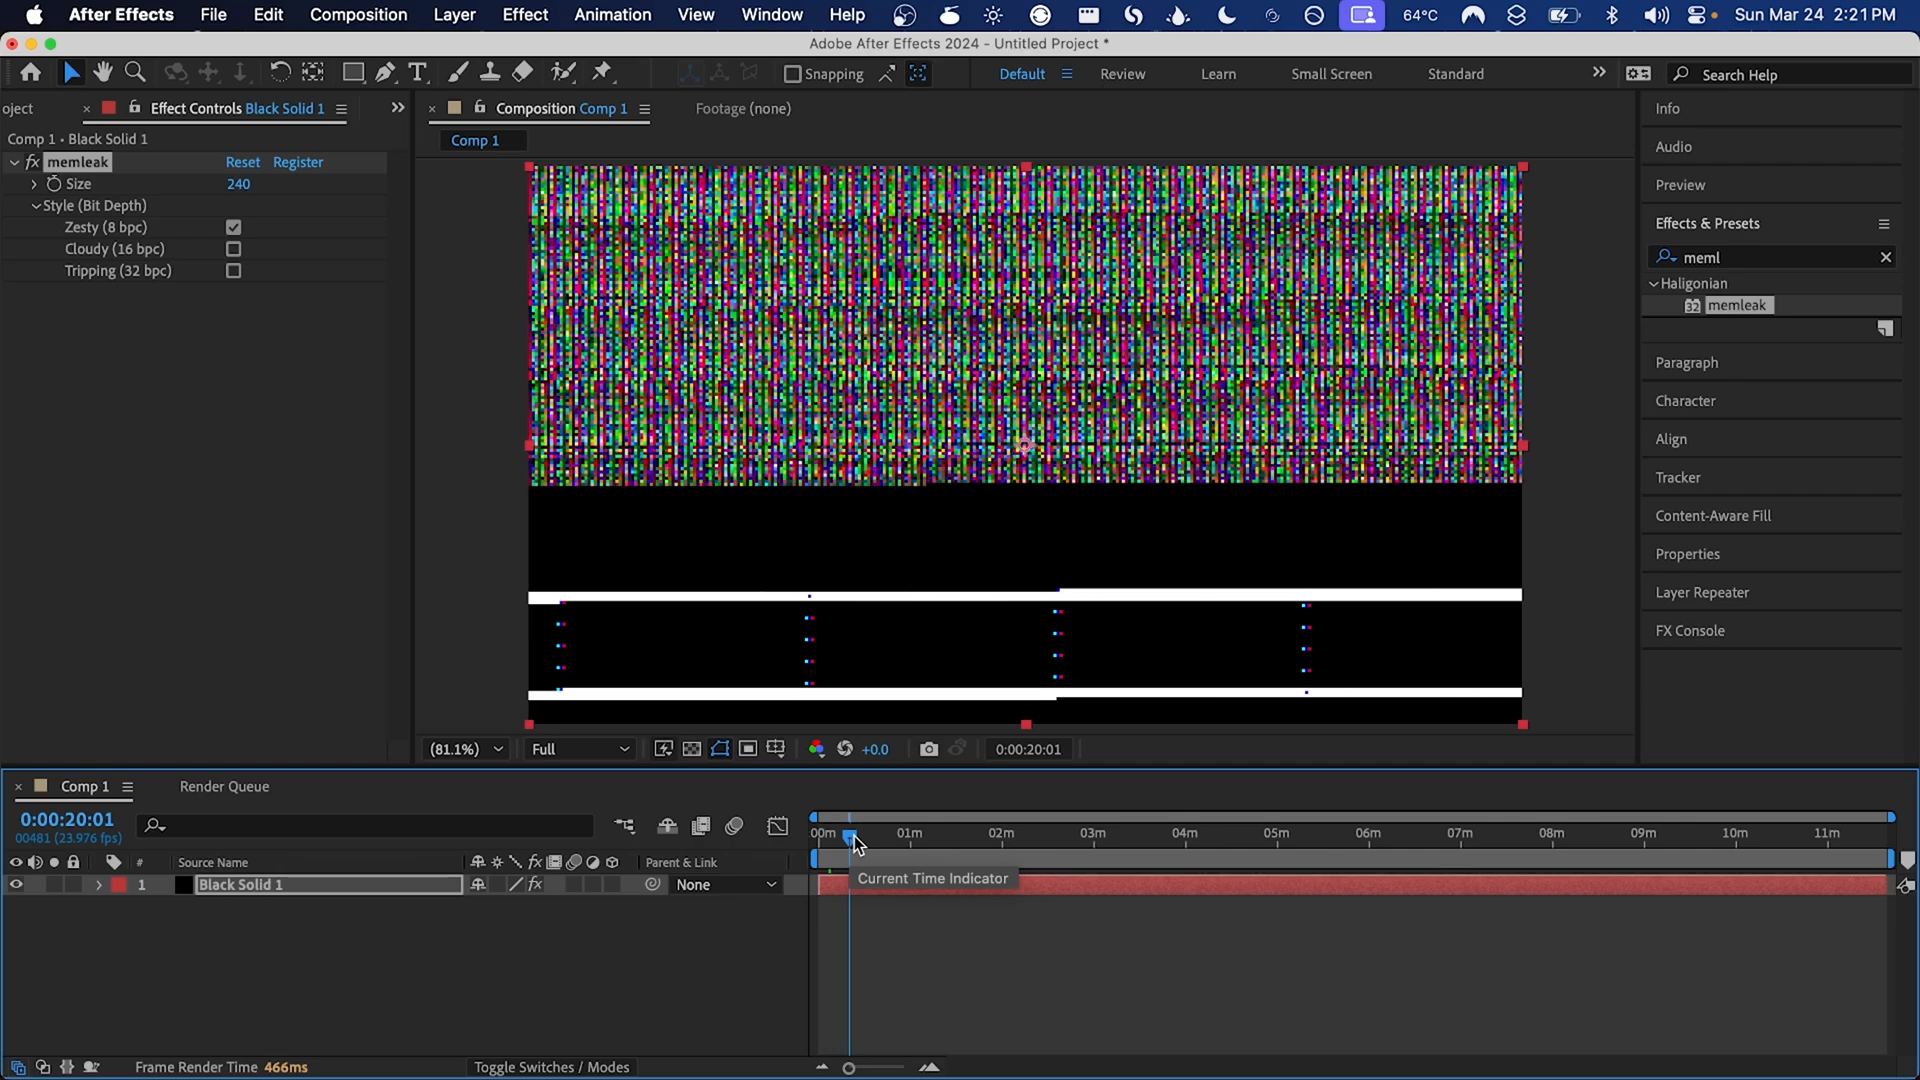 After Effects File Edit Composition Layer Effect Animation View Window Help 64°C Sun Mar 24 2:21 PM
Adobe After Effects 2024 - Untitled Project *
Snapping Default Review Learn Small Screen Standard Search Help
oject Effect Controls Black Solid 1 Composition Comp 1 Footage (none) Info
Comp 1 • Black Solid 1 Comp 1 Audio
fx memleak Reset Register
Size 240 Preview
Style (Bit Depth)
Zesty (8 bpc) Effects & Presets
Cloudy (16 bpc) meml
Tripping (32 bpc) Haligonian
32 memleak
Paragraph
Character
Align
Tracker
Content-Aware Fill
Properties
Layer Repeater
FX Console
(81.1%) Full +0.0 0:00:20:01
Comp 1 Render Queue
0:00:20:01
00481 (23.976 fps) 00m 01m 02m 03m 04m 05m 06m 07m 08m 09m 10m 11m
# Source Name fx Parent & Link
1 Black Solid 1 fx None Current Time Indicator
Frame Render Time 466ms Toggle Switches / Modes